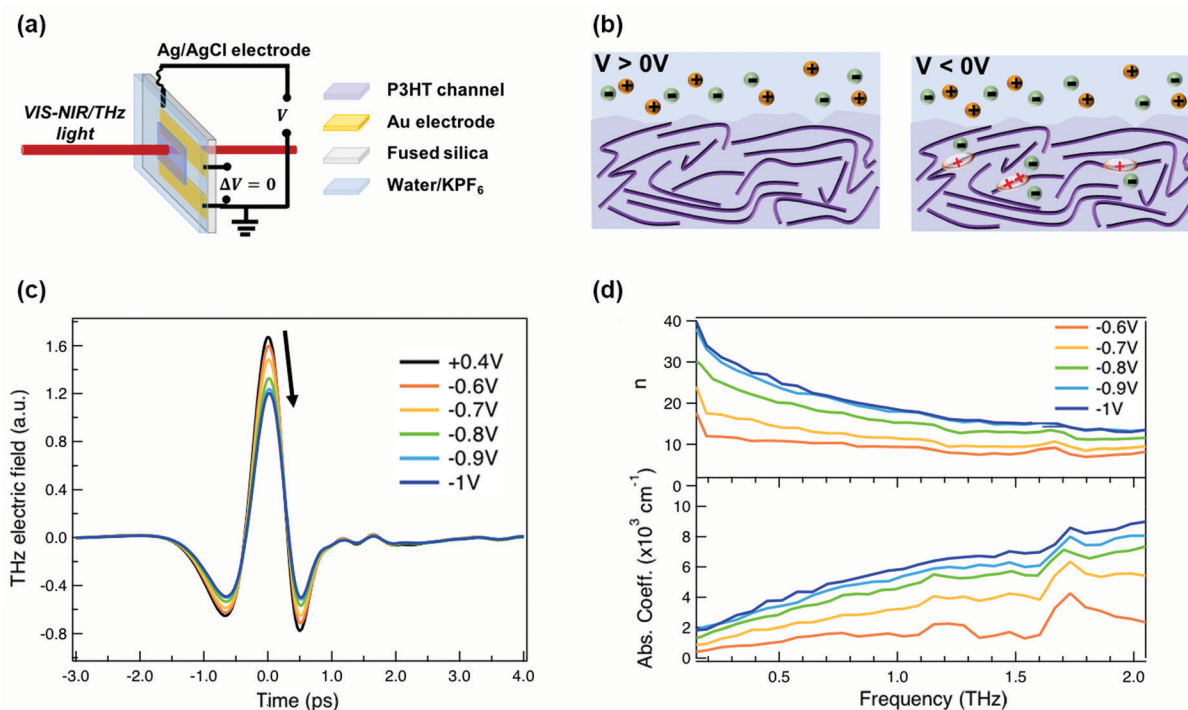 (a)
Ag/AgCl electrode
VIS-NIR/THz
light
V
ΔV = 0
P3HT channel
Au electrode
Fused silica
Water/KPF6
(b)
V > 0V
V < 0V
(c)
THz electric field (a.u.)
1.6
1.2
0.8
0.4
0.0
-0.4
-0.8
-3.0 -2.0 -1.0 0.0 1.0 2.0 3.0 4.0
Time (ps)
+0.4V
-0.6V
-0.7V
-0.8V
-0.9V
-1V
(d)
n
40
30
20
10
0
-0.6V
-0.7V
-0.8V
-0.9V
-1V
Abs. Coeff. (x10³ cm⁻¹)
10
8
6
4
2
0
0.5 1.0 1.5 2.0
Frequency (THz)